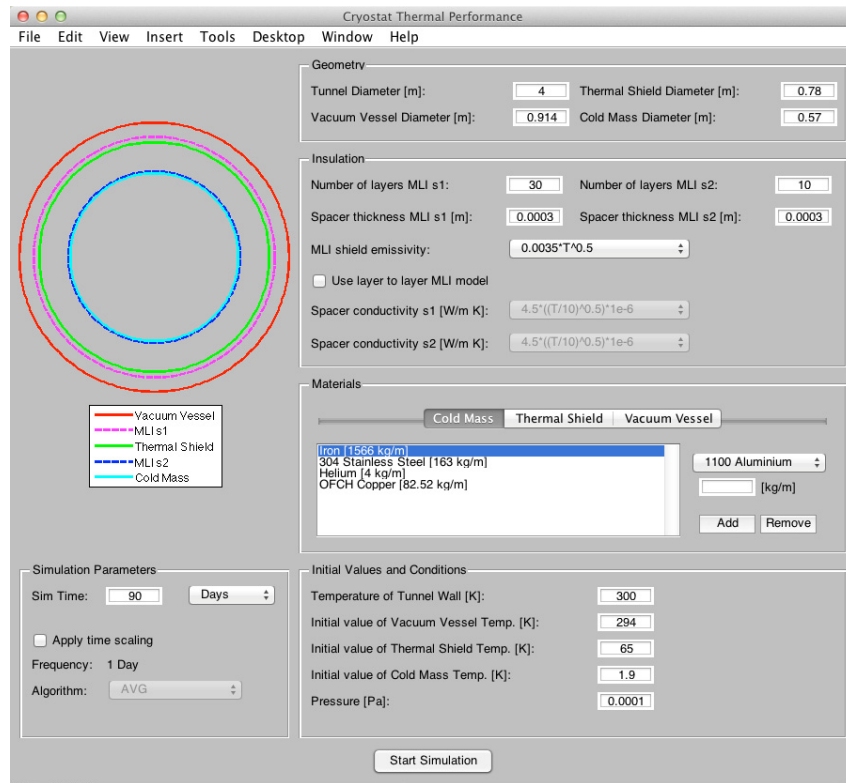 Cryostat Thermal Performance
File Edit View Insert Tools Desktop Window Help
Geometry
Tunnel Diameter [m]: 4 Thermal Shield Diameter [m]: 0.78
Vacuum Vessel Diameter [m]: 0.914 Cold Mass Diameter [m]: 0.57
Insulation
Number of layers MLI s1: 30 Number of layers MLI s2: 10
Spacer thickness MLI s1 [m]: 0.0003 Spacer thickness MLI s2 [m]: 0.0003
MLI shield emissivity: 0.0035*T^0.5
Use layer to layer MLI model
Spacer conductivity s1 [W/m K]: 4.5*((T/10)^0.5)*1e-6
Spacer conductivity s2 [W/m K]: 4.5*((T/10)^0.5)*1e-6
Vacuum Vessel
MLI s1
Thermal Shield
MLI s2
Cold Mass
Materials
Cold Mass Thermal Shield Vacuum Vessel
Iron [1566 kg/m]
304 Stainless Steel [163 kg/m]
Helium [4 kg/m]
OFCH Copper [82.52 kg/m]
1100 Aluminium
[kg/m]
Add Remove
Simulation Parameters
Sim Time: 90 Days
Apply time scaling
Frequency: 1 Day
Algorithm: AVG
Initial Values and Conditions
Temperature of Tunnel Wall [K]: 300
Initial value of Vacuum Vessel Temp. [K]: 294
Initial value of Thermal Shield Temp. [K]: 65
Initial value of Cold Mass Temp. [K]: 1.9
Pressure [Pa]: 0.0001
Start Simulation